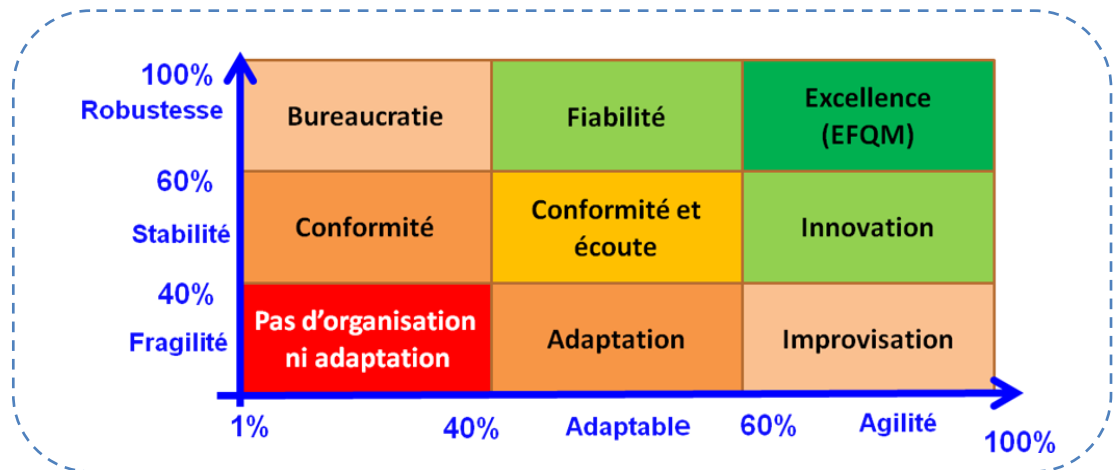 100%
Robustesse
Bureaucratie
Fiabilité
Excellence
(EFQM)
60%
Stabilité
Conformité
Conformité et
écoute
Innovation
40%
Fragilité
Pas d’organisation
ni adaptation
Adaptation
Improvisation
1%
40%
Adaptable
60%
Agilité
100%